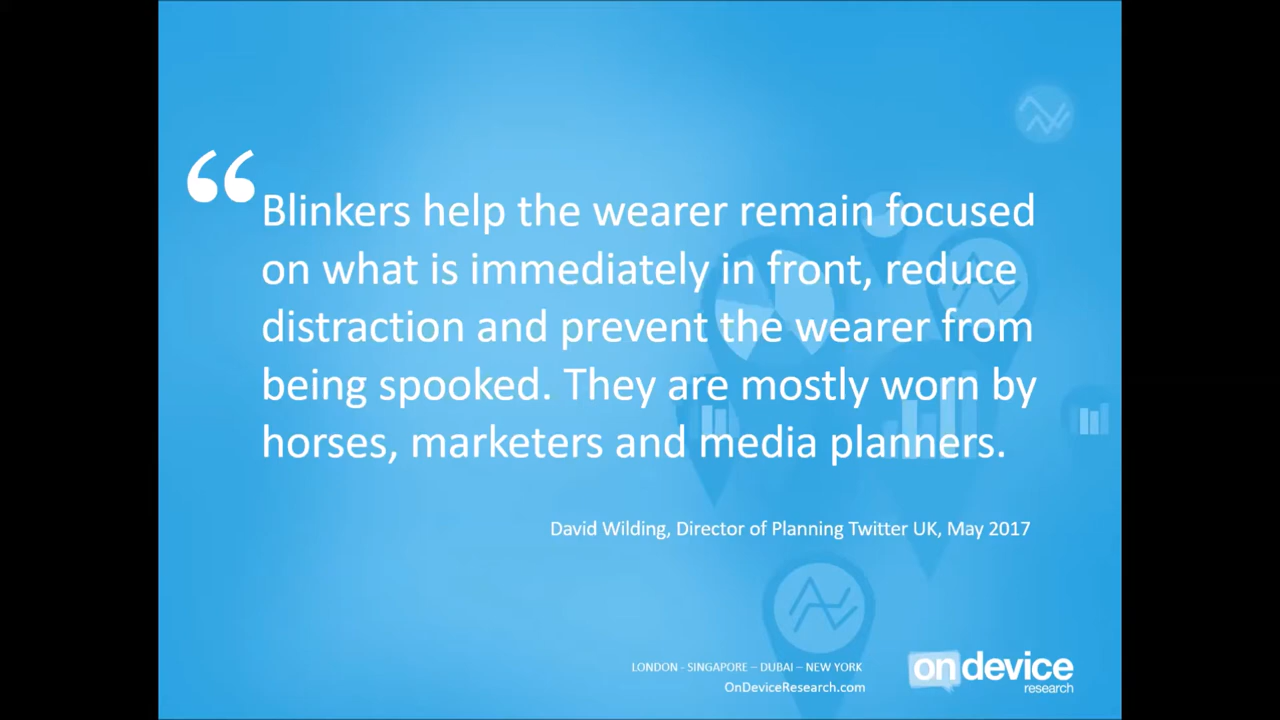 “Blinkers help the wearer remain focused
on what is immediately in front, reduce
distraction and prevent the wearer from
being spooked. They are mostly worn by
horses, marketers and media planners.
David Wilding, Director of Planning Twitter UK, May 2017
LONDON - SINGAPORE – DUBAI – NEW YORK
OnDeviceResearch.com
on device
research